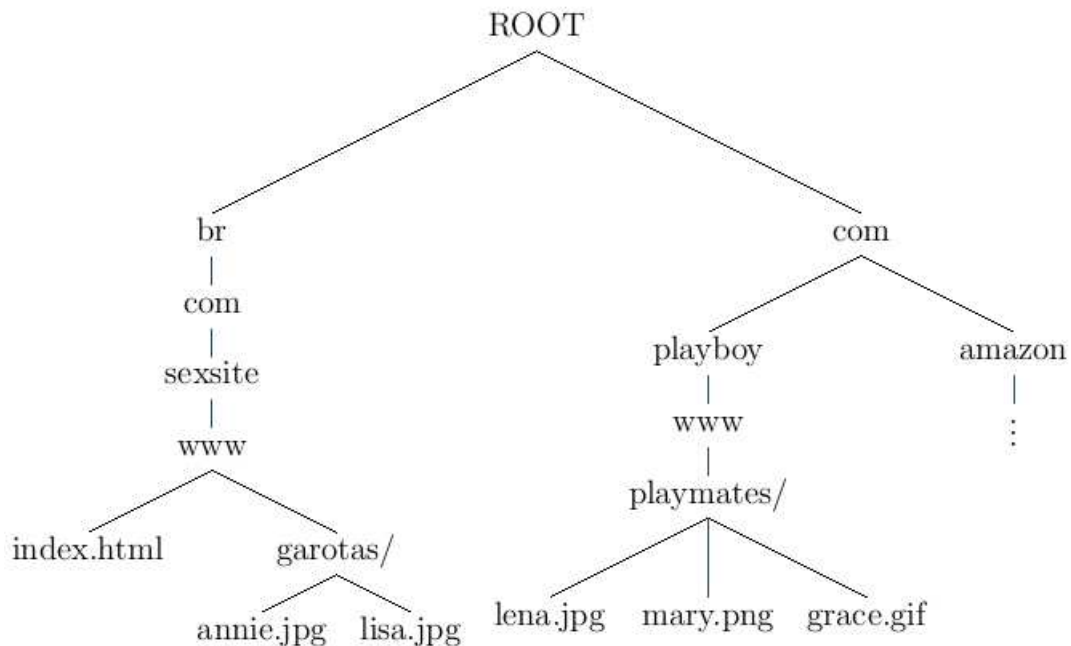 ROOT
br com
com
playboy amazon
sexsite
www
www
⋮
playmates/
index.html garotas/
lena.jpg mary.png grace.gif
annie.jpg lisa.jpg